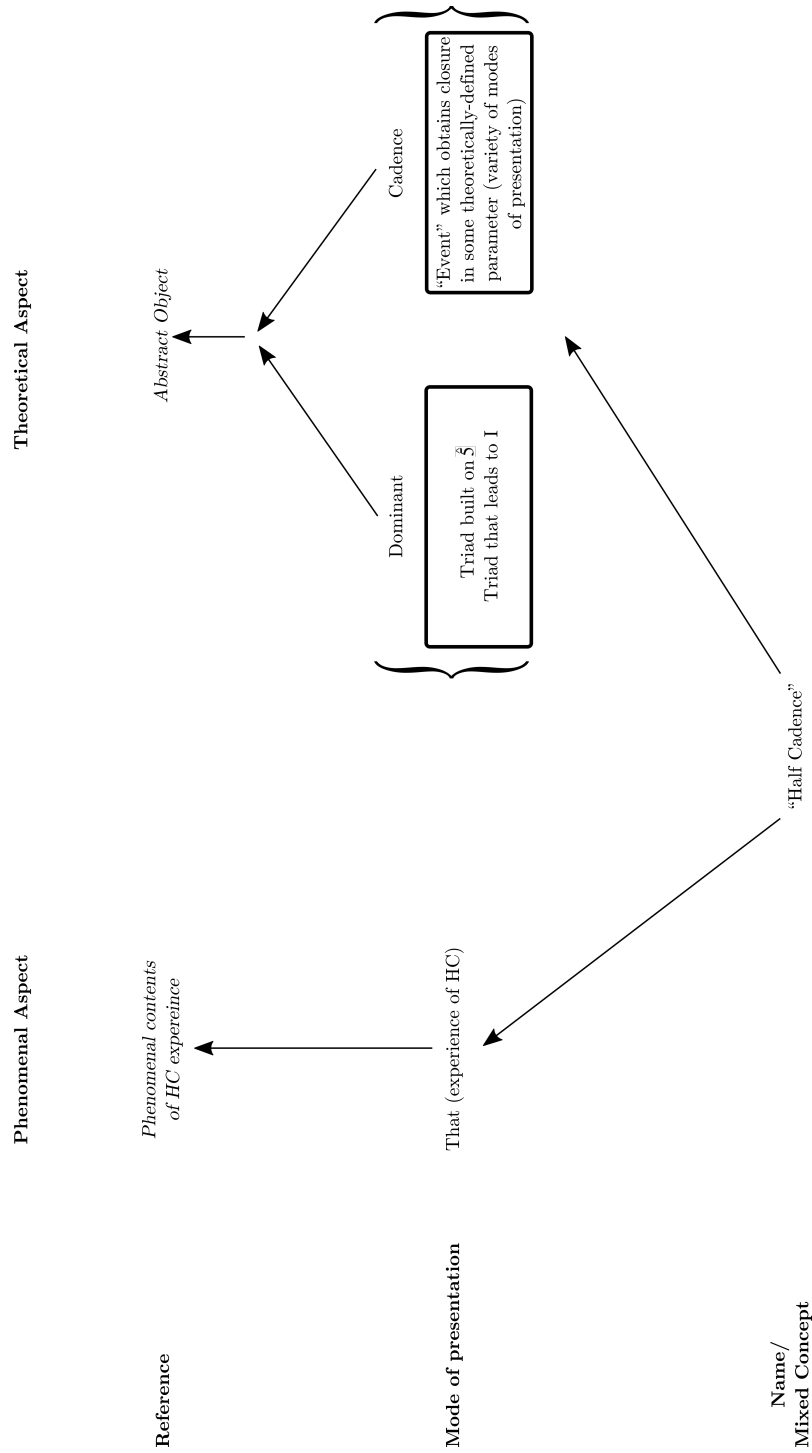 Phenomenal Aspect
Theoretical Aspect
Reference
Phenomenal contents
of HC expereince
Abstract Object
Mode of presentation
That (experience of HC)
Dominant
Triad built on 5̂
Triad that leads to I
Cadence
“Event” which obtains closure
in some theoretically-defined
parameter (variety of modes
of presentation)
Name/
Mixed Concept
“Half Cadence”